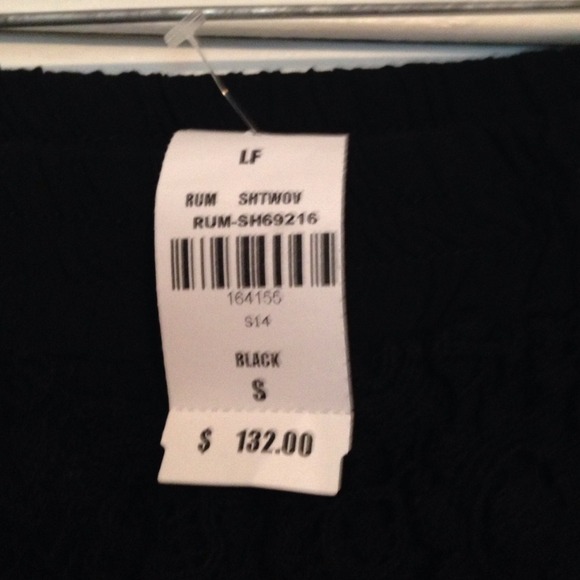 LF
RUM SHTWOV
RUM-SH69216
164155
S14
BLACK
S
$ 132.00